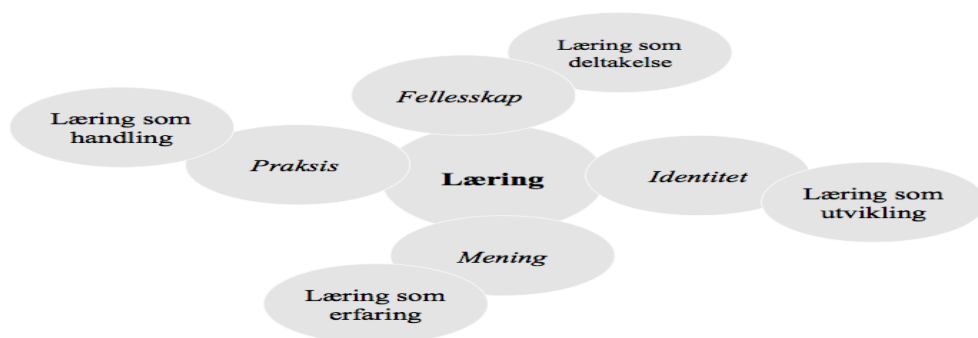 Læring som
deltakelse
Fellesskap
Læring som
handling
Praksis
Læring
Identitet
Læring som
utvikling
Mening
Læring som
erfaring